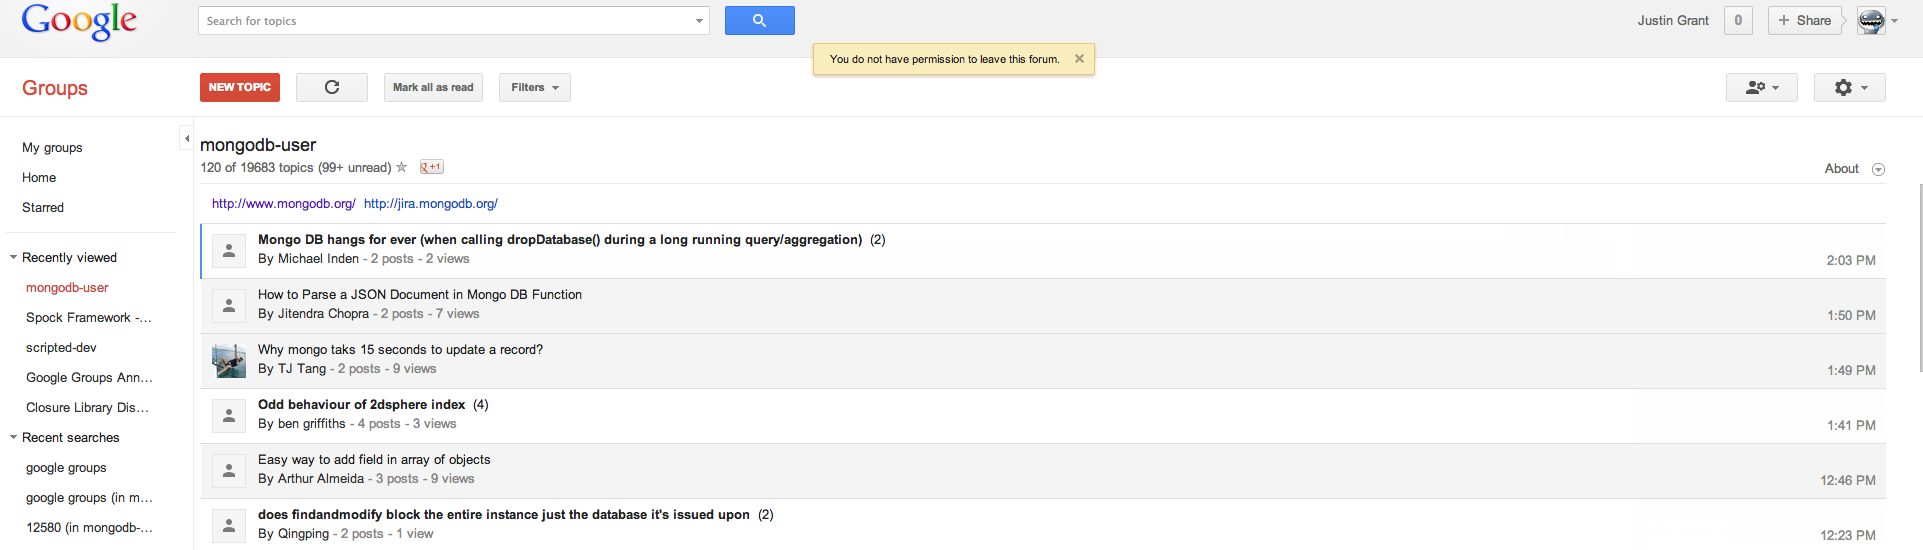 Google
Search for topics
Justin Grant
0
+ Share
You do not have permission to leave this forum.
Groups
NEW TOPIC
Mark all as read
Filters
My groups
Home
Starred
Recently viewed
mongodb-user
Spock Framework -...
scripted-dev
Google Groups Ann...
Closure Library Dis...
Recent searches
google groups
google groups (in m...
12580 (in mongodb-...
mongodb-user
120 of 19683 topics (99+ unread)
+1
About
http://www.mongodb.org/ http://jira.mongodb.org/
Mongo DB hangs for ever (when calling dropDatabase() during a long running query/aggregation) (2)
By Michael Inden - 2 posts - 2 views
2:03 PM
How to Parse a JSON Document in Mongo DB Function
By Jitendra Chopra - 2 posts - 7 views
1:50 PM
Why mongo taks 15 seconds to update a record?
By TJ Tang - 2 posts - 9 views
1:49 PM
Odd behaviour of 2dsphere index (4)
By ben griffiths - 4 posts - 3 views
1:41 PM
Easy way to add field in array of objects
By Arthur Almeida - 3 posts - 9 views
12:46 PM
does findandmodify block the entire instance just the database it's issued upon (2)
By Qingping - 2 posts - 1 view
12:23 PM